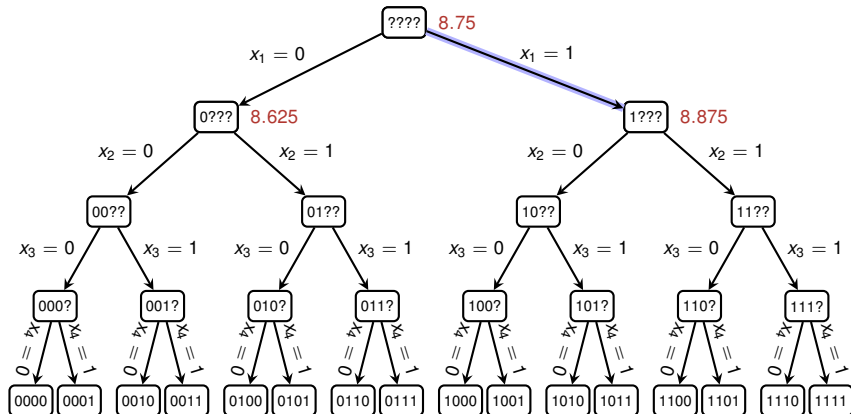 ???? 8.75
x₁ = 0 x₁ = 1
0??? 8.625 1??? 8.875
x₂ = 0 x₂ = 1 x₂ = 0 x₂ = 1
00?? 01?? 10?? 11??
x₃ = 0 x₃ = 1 x₃ = 0 x₃ = 1 x₃ = 0 x₃ = 1 x₃ = 0 x₃ = 1
000? 001? 010? 011? 100? 101? 110? 111?
x₄ = 0 x₄ = 1 x₄ = 0 x₄ = 1 x₄ = 0 x₄ = 1 x₄ = 0 x₄ = 1 x₄ = 0 x₄ = 1 x₄ = 0 x₄ = 1 x₄ = 0 x₄ = 1 x₄ = 0 x₄ = 1
0000 0001 0010 0011 0100 0101 0110 0111 1000 1001 1010 1011 1100 1101 1110 1111